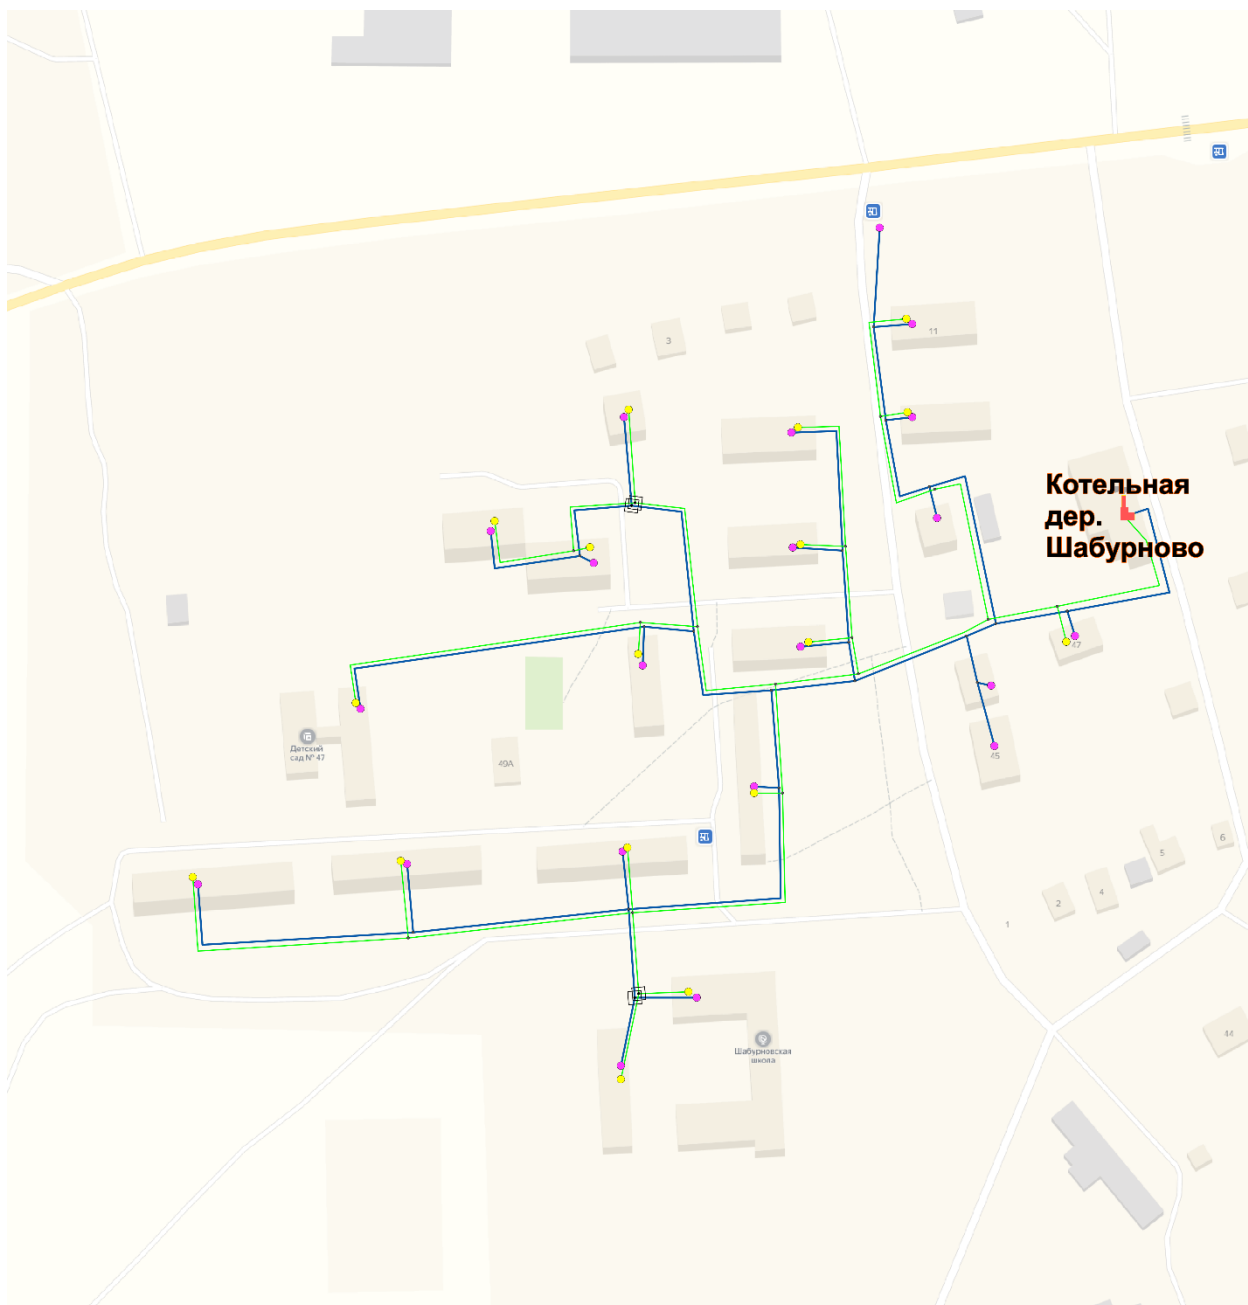 3
11
Котельная
дер.
Шабурново
47
Детский
сад № 47
49А
45
6
5
4
2
1
44
Шабурновская
школа